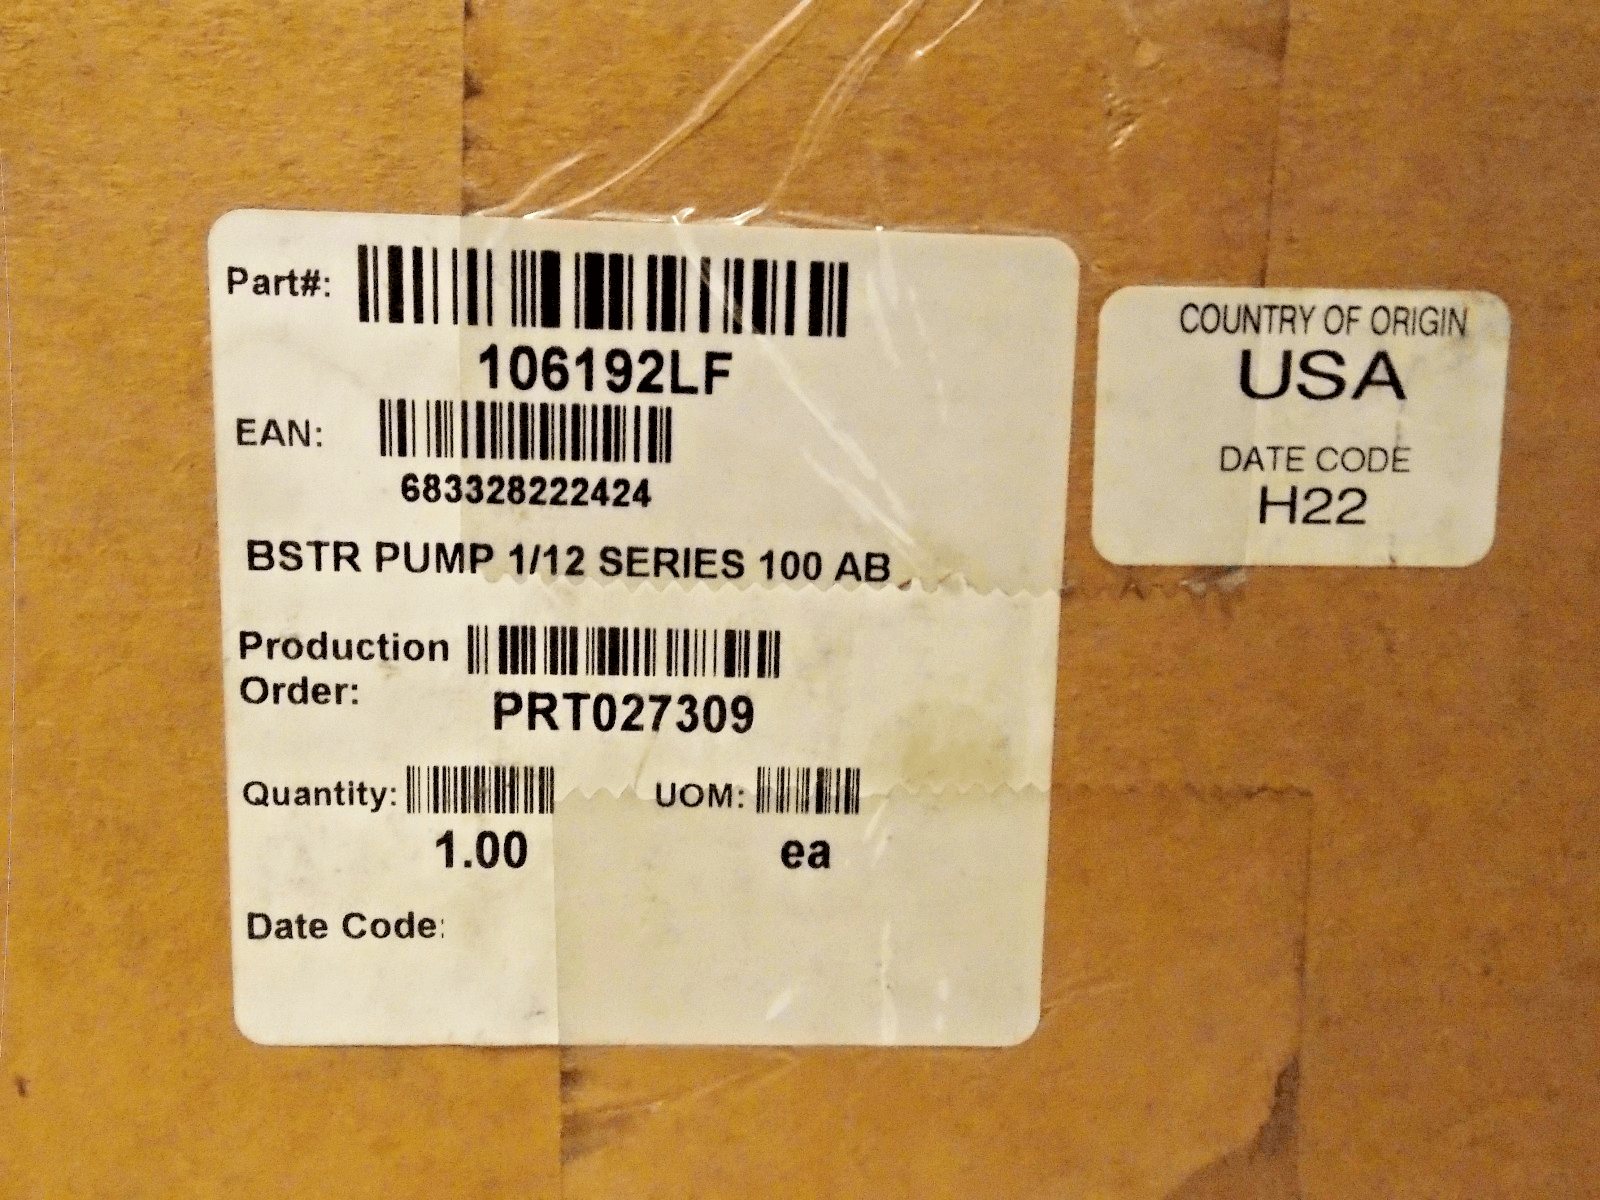 Part#:
106192LF
EAN:
683328222424
BSTR PUMP 1/12 SERIES 100 AB
Production
Order:
PRT027309
Quantity:
1.00
UOM:
ea
Date Code:
COUNTRY OF ORIGIN
USA
DATE CODE
H22